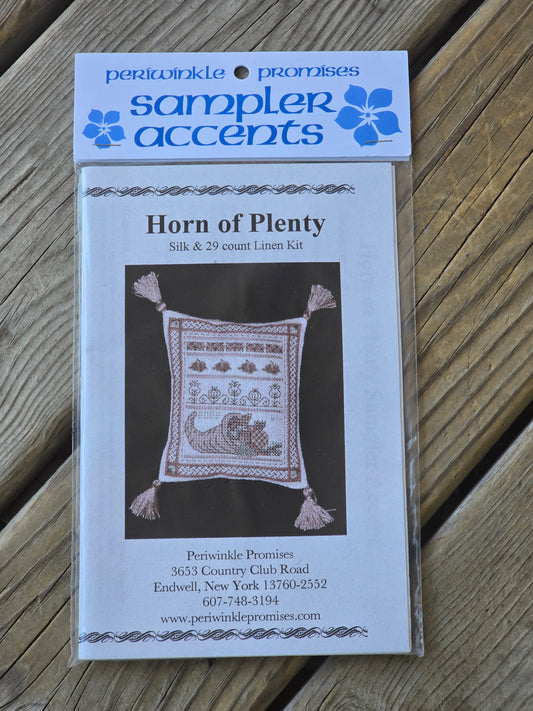 periwinkle promises
sampler
accents
Horn of Plenty
Silk & 29 count Linen Kit
Periwinkle Promises
3653 Country Club Road
Endwell, New York 13760-2552
607-748-3194
www.periwinklepromises.com